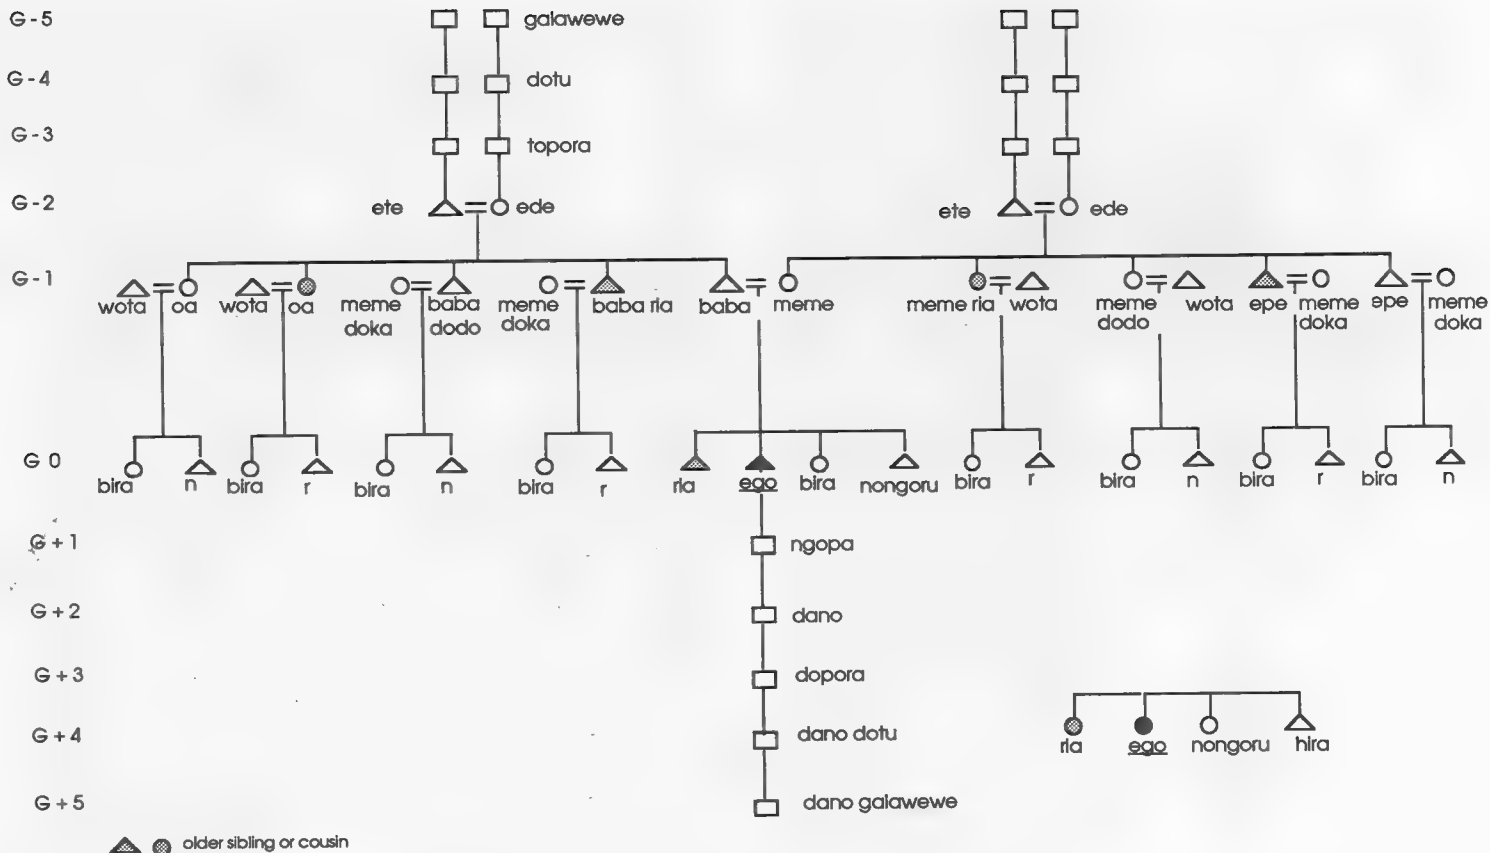 G-5 galawewe
G-4 dotu
G-3 topora
G-2 ete ede ete ede
G-1
wota oa wota oa meme baba meme baba ria baba meme meme ria wota meme wota epe meme epe meme
doka dodo doka dodo doka doka
G 0
bira n bira r bira n bira r ria ego bira nongoru bira r bira n bira r bira n
G+1 ngopa
G+2 dano
G+3 dopora
G+4 dano dotu
ria ego nongoru hira
G+5 dano galawewe
older sibling or cousin